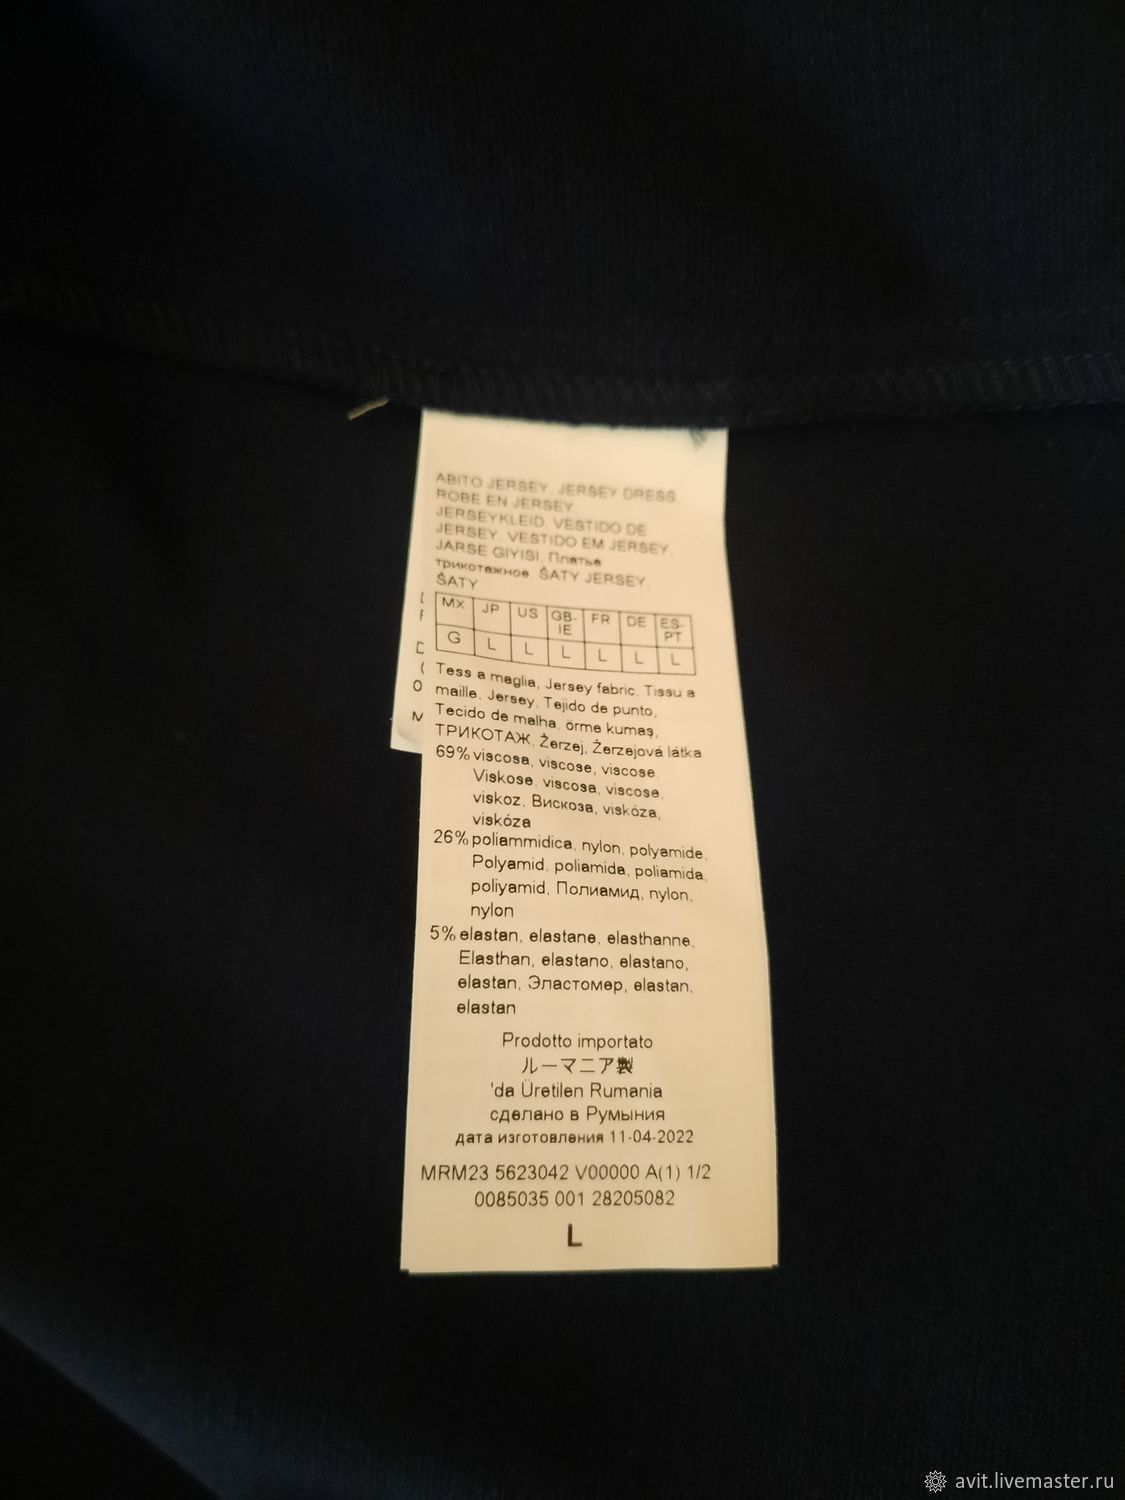 ABITO JERSEY, JERSEY DRESS
ROBE EN JERSEY,
JERSEYKLEID, VESTIDO DE
JERSEY, VESTIDO EM JERSEY,
JARSE GIYISI, Платье
трикотажное, ŠATY JERSEY,
ŠATY
MX JP US GB-IE FR DE ES-PT
G L L L L L L
Tess a maglia, Jersey fabric, Tissu a
maille, Jersey, Tejido de punto,
Tecido de malha, örme kumaş,
ТРИКОТАЖ, Žerzej, Žerzejová látka
69% viscosa, viscose, viscose,
Viskose, viscosa, viscose,
viskoz, Вискоза, viskóza,
viskóza
26% poliammidica, nylon, polyamide,
Polyamid, poliamida, poliamida,
poliyamid, Полиамид, nylon,
nylon
5% elastan, elastane, elasthanne,
Elasthan, elastano, elastano,
elastan, Эластомер, elastan,
elastan
Prodotto importato
ルーマニア製
'da Üretilen Rumania
сделано в Румыния
дата изготовления 11-04-2022
MRM23 5623042 V00000 A(1) 1/2
0085035 001 28205082
L
avit.livemaster.ru